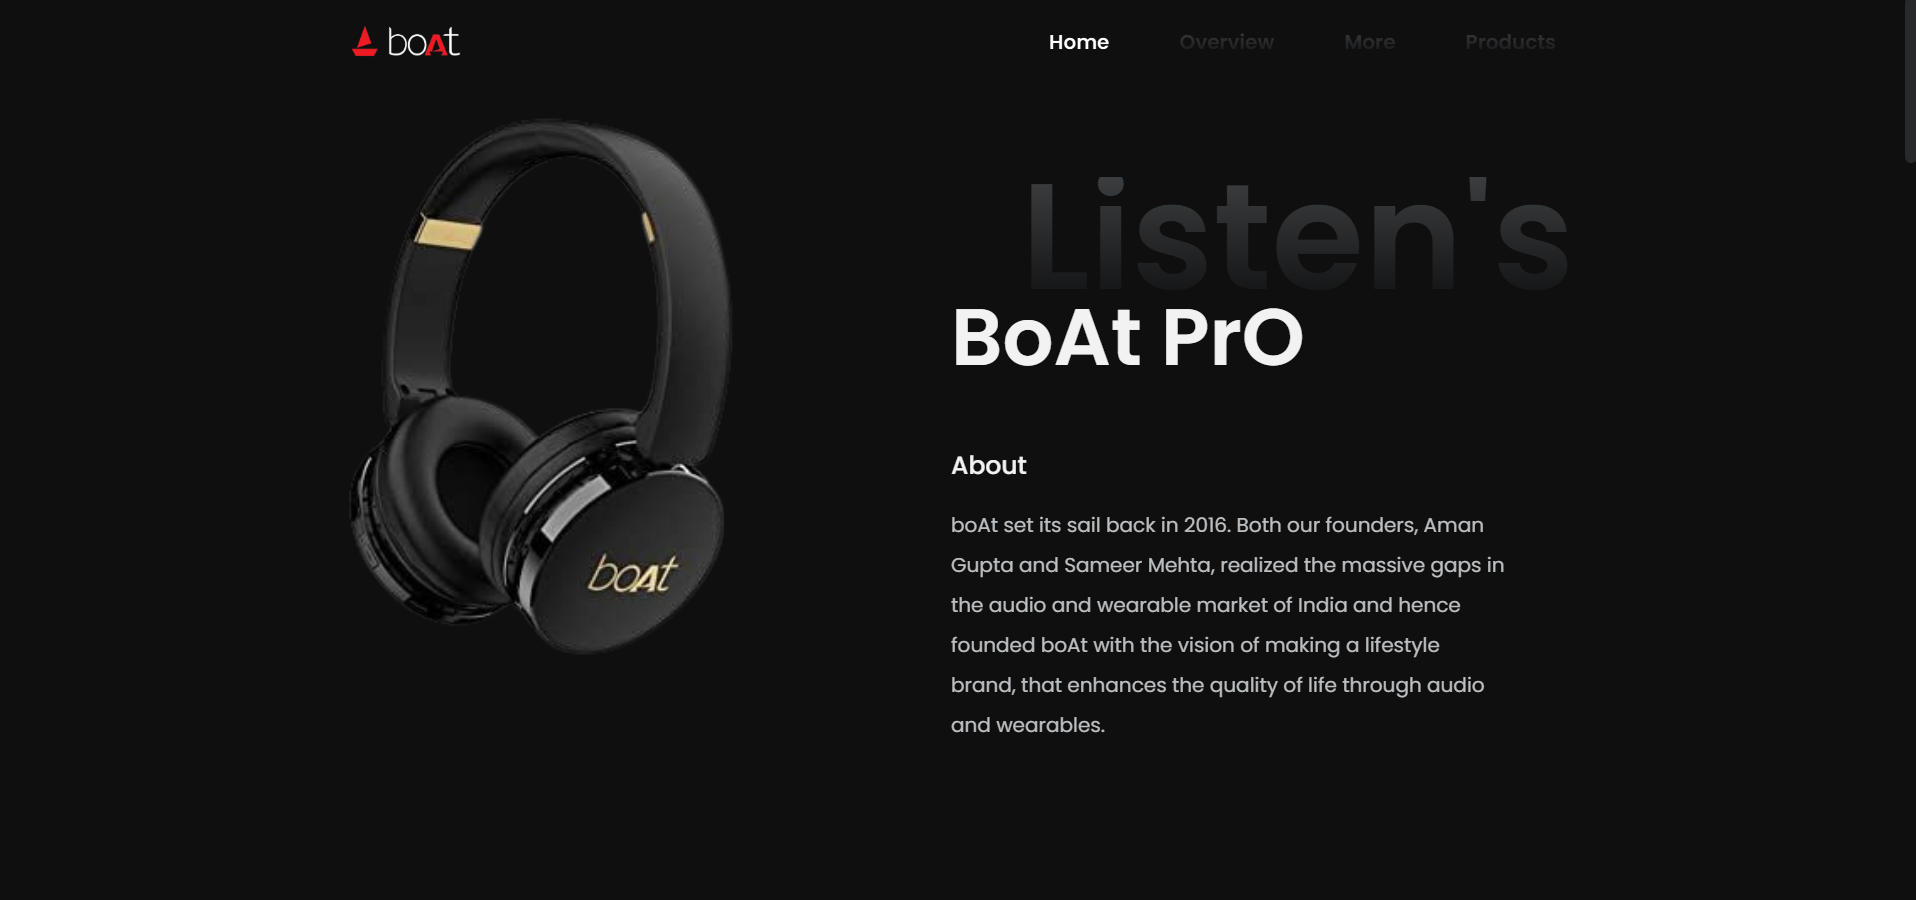 boAt
Home Overview More Products
Listen's
BoAt PrO
boAt
About
boAt set its sail back in 2016. Both our founders, Aman
Gupta and Sameer Mehta, realized the massive gaps in
the audio and wearable market of India and hence
founded boAt with the vision of making a lifestyle
brand, that enhances the quality of life through audio
and wearables.